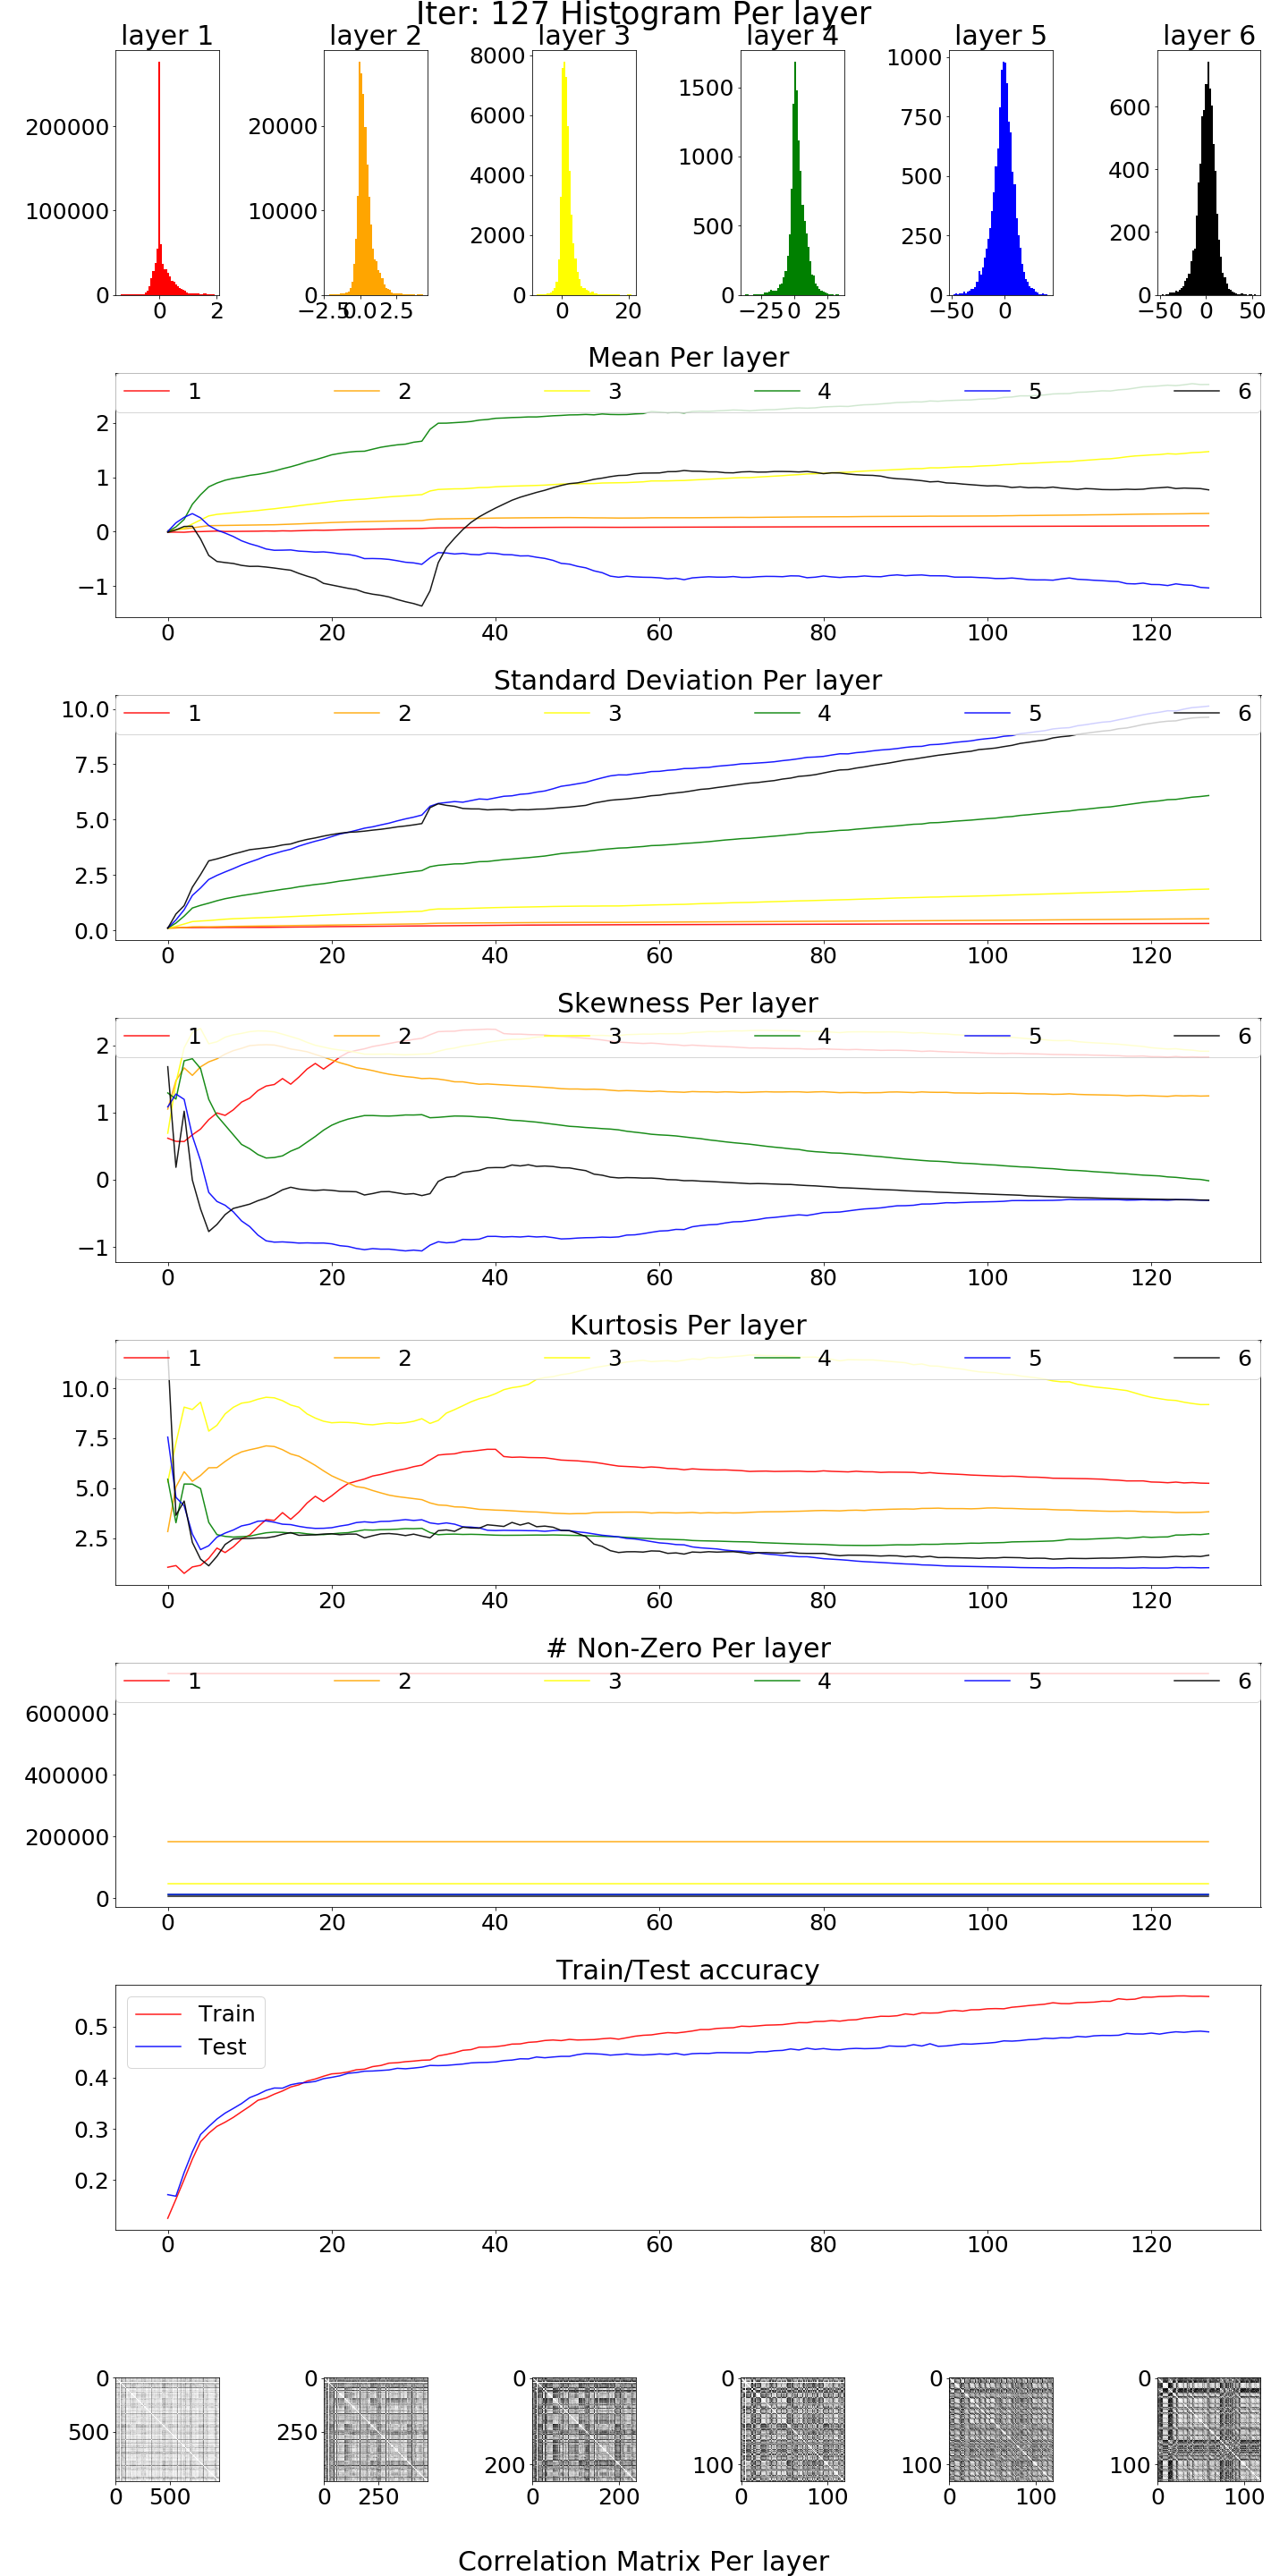 Iter: 127 Histogram Per layer
layer 1 layer 2 layer 3 layer 4 layer 5 layer 6
200000
100000
0
0 2
20000
10000
0
−2.5 0.0 2.5
8000
6000
4000
2000
0
0 20
1500
1000
500
0
−25 0 25
1000
750
500
250
0
−50 0
600
400
200
0
−50 0 50
Mean Per layer
1 2 3 4 5 6
2
1
0
−1
0 20 40 60 80 100 120
Standard Deviation Per layer
1 2 3 4 5 6
10.0
7.5
5.0
2.5
0.0
0 20 40 60 80 100 120
Skewness Per layer
1 2 3 4 5 6
2
1
0
−1
0 20 40 60 80 100 120
Kurtosis Per layer
1 2 3 4 5 6
10.0
7.5
5.0
2.5
0 20 40 60 80 100 120
# Non-Zero Per layer
1 2 3 4 5 6
600000
400000
200000
0
0 20 40 60 80 100 120
Train/Test accuracy
Train
Test
0.5
0.4
0.3
0.2
0 20 40 60 80 100 120
0
500
0 500
0
250
0 250
0
200
0 200
0
100
0 100
0
100
0 100
0
100
0 100
Correlation Matrix Per layer